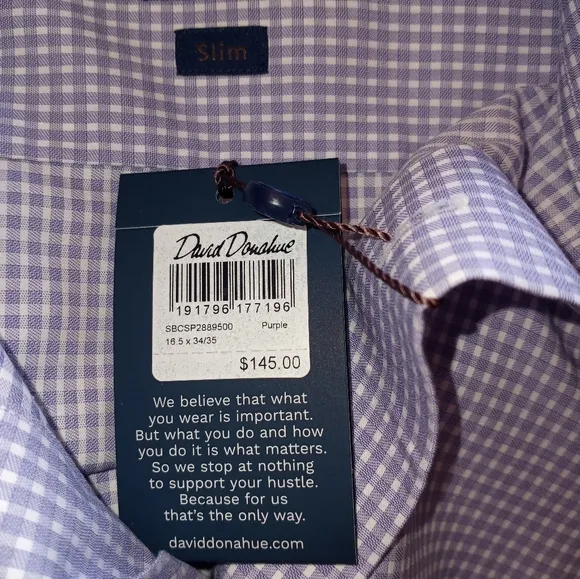 Slim
David Donahue
191796 177196
SBCSP2889500 Purple
16.5 x 34/35
$145.00
We believe that what
you wear is important.
But what you do and how
you do it is what matters.
So we stop at nothing
to support your hustle.
Because for us
that's the only way.
daviddonahue.com